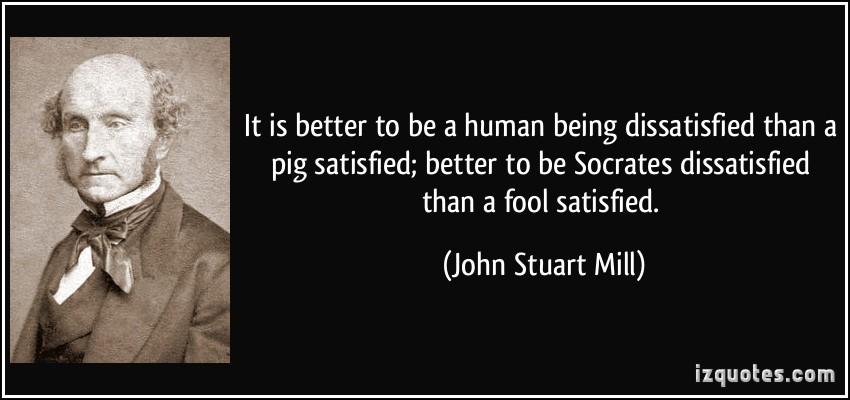 It is better to be a human being dissatisfied than a
pig satisfied; better to be Socrates dissatisfied
than a fool satisfied.
(John Stuart Mill)
izquotes.com